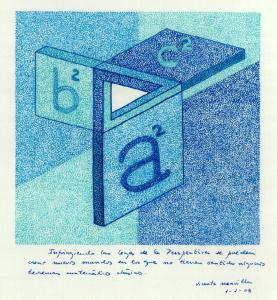 b²
c²
a²
Infringiendo las leyes de la Perspectiva se pueden
crear nuevos mundos en los que no tienen sentido algunos
teoremas matemáticos clásicos.
1-1-08